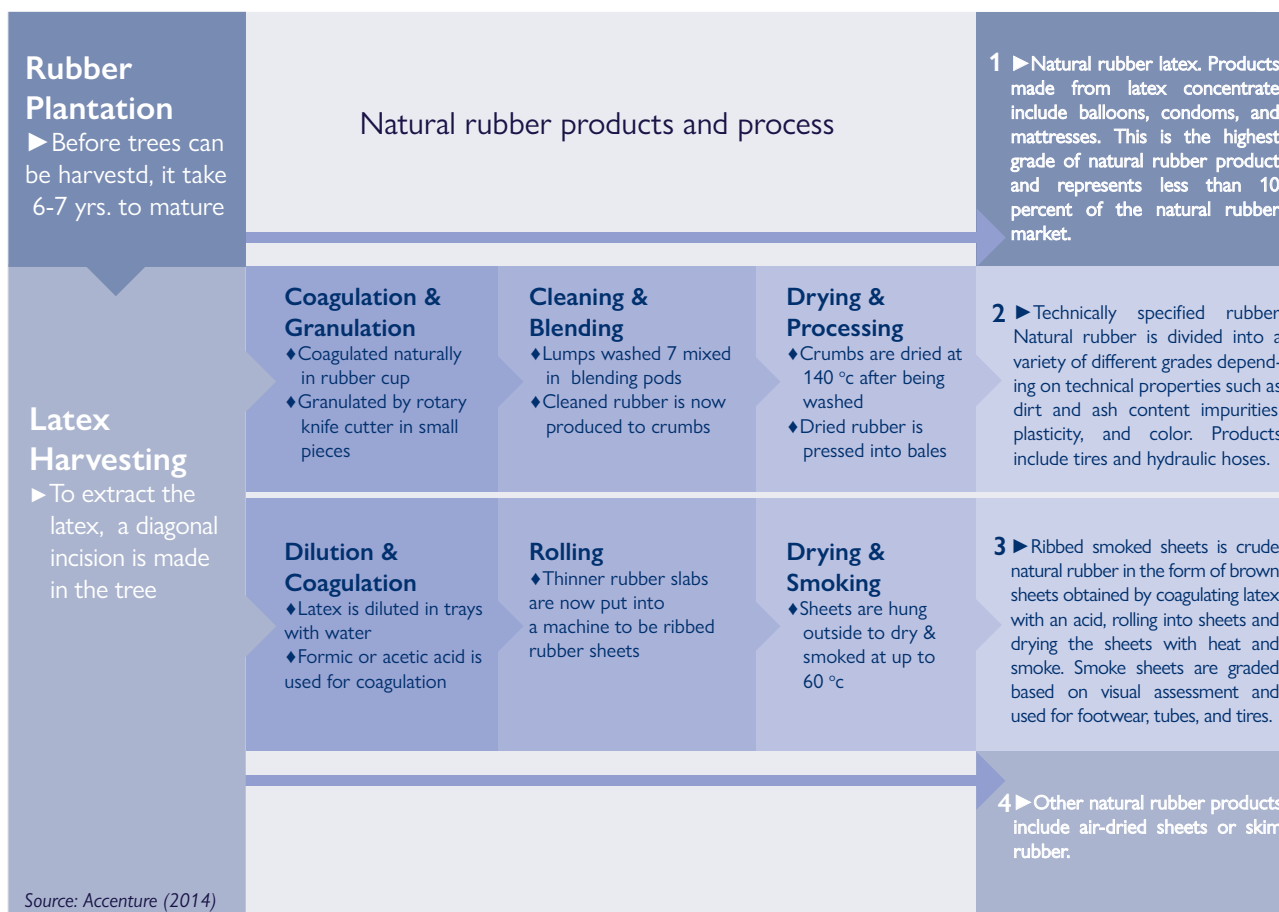 Rubber
Plantation
►Before trees can
be harvestd, it take
6-7 yrs. to mature
Natural rubber products and process
1 ►Natural rubber latex. Products
made from latex concentrate
include balloons, condoms, and
mattresses. This is the highest
grade of natural rubber product
and represents less than 10
percent of the natural rubber
market.
Latex
Harvesting
►To extract the
latex, a diagonal
incision is made
in the tree
Coagulation &
Granulation
♦Coagulated naturally
in rubber cup
♦Granulated by rotary
knife cutter in small
pieces
Cleaning &
Blending
♦Lumps washed 7 mixed
in blending pods
♦Cleaned rubber is now
produced to crumbs
Drying &
Processing
♦Crumbs are dried at
140 °c after being
washed
♦Dried rubber is
pressed into bales
2 ►Technically specified rubber
Natural rubber is divided into a
variety of different grades depend-
ing on technical properties such as
dirt and ash content impurities
plasticity, and color. Products
include tires and hydraulic hoses.
Dilution &
Coagulation
♦Latex is diluted in trays
with water
♦Formic or acetic acid is
used for coagulation
Rolling
♦Thinner rubber slabs
are now put into
a machine to be ribbed
rubber sheets
Drying &
Smoking
♦Sheets are hung
outside to dry &
smoked at up to
60 °c
3 ►Ribbed smoked sheets is crude
natural rubber in the form of brown
sheets obtained by coagulating latex
with an acid, rolling into sheets and
drying the sheets with heat and
smoke. Smoke sheets are graded
based on visual assessment and
used for footwear, tubes, and tires.
4 ►Other natural rubber products
include air-dried sheets or skim
rubber.
Source: Accenture (2014)